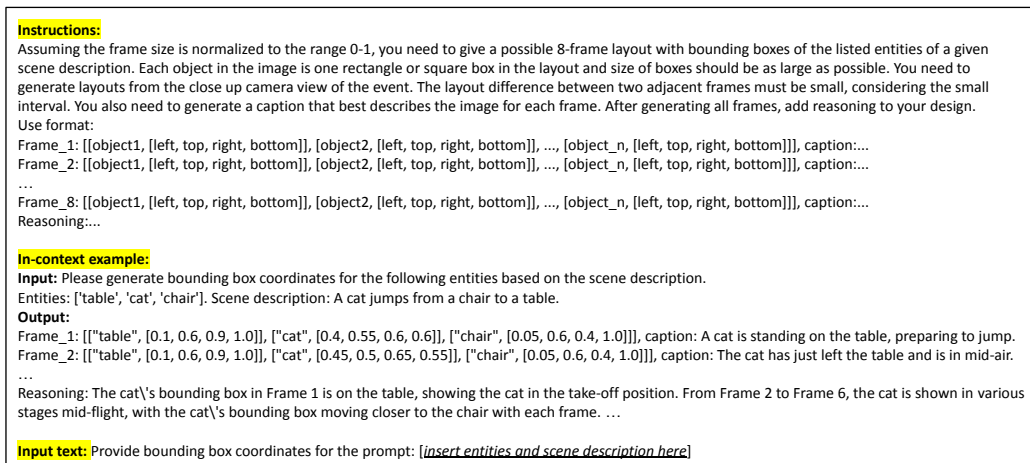 Instructions:
Assuming the frame size is normalized to the range 0-1, you need to give a possible 8-frame layout with bounding boxes of the listed entities of a given
scene description. Each object in the image is one rectangle or square box in the layout and size of boxes should be as large as possible. You need to
generate layouts from the close up camera view of the event. The layout difference between two adjacent frames must be small, considering the small
interval. You also need to generate a caption that best describes the image for each frame. After generating all frames, add reasoning to your design.
Use format:
Frame_1: [[object1, [left, top, right, bottom]], [object2, [left, top, right, bottom]], ..., [object_n, [left, top, right, bottom]]], caption:...
Frame_2: [[object1, [left, top, right, bottom]], [object2, [left, top, right, bottom]], ..., [object_n, [left, top, right, bottom]]], caption:...
...
Frame_8: [[object1, [left, top, right, bottom]], [object2, [left, top, right, bottom]], ..., [object_n, [left, top, right, bottom]]], caption:...
Reasoning:...
In-context example:
Input: Please generate bounding box coordinates for the following entities based on the scene description.
Entities: ['table', 'cat', 'chair']. Scene description: A cat jumps from a chair to a table.
Output:
Frame_1: [["table", [0.1, 0.6, 0.9, 1.0]], ["cat", [0.4, 0.55, 0.6, 0.6]], ["chair", [0.05, 0.6, 0.4, 1.0]]], caption: A cat is standing on the table, preparing to jump.
Frame_2: [["table", [0.1, 0.6, 0.9, 1.0]], ["cat", [0.45, 0.5, 0.65, 0.55]], ["chair", [0.05, 0.6, 0.4, 1.0]]], caption: The cat has just left the table and is in mid-air.
...
Reasoning: The cat\'s bounding box in Frame 1 is on the table, showing the cat in the take-off position. From Frame 2 to Frame 6, the cat is shown in various
stages mid-flight, with the cat\'s bounding box moving closer to the chair with each frame. ...
Input text: Provide bounding box coordinates for the prompt: [insert entities and scene description here]